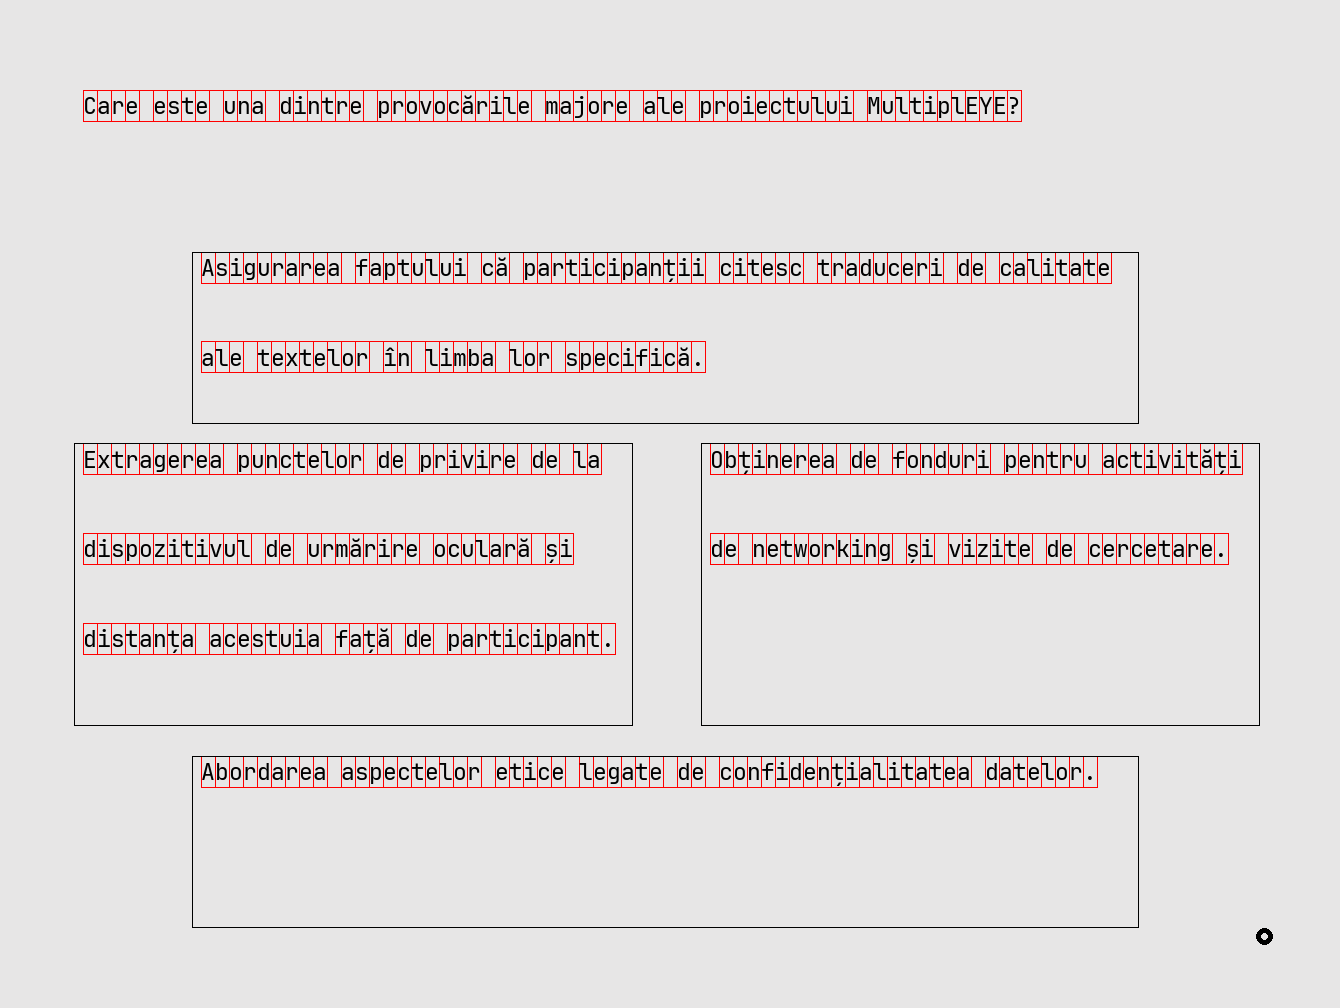 Care este una dintre provocările majore ale proiectului MultiplEYE?
Asigurarea faptului că participanții citesc traduceri de calitate
ale textelor în limba lor specifică.
Extragerea punctelor de privire de la
dispozitivul de urmărire oculară și
distanța acestuia față de participant.
Obținerea de fonduri pentru activități
de networking și vizite de cercetare.
Abordarea aspectelor etice legate de confidențialitatea datelor.